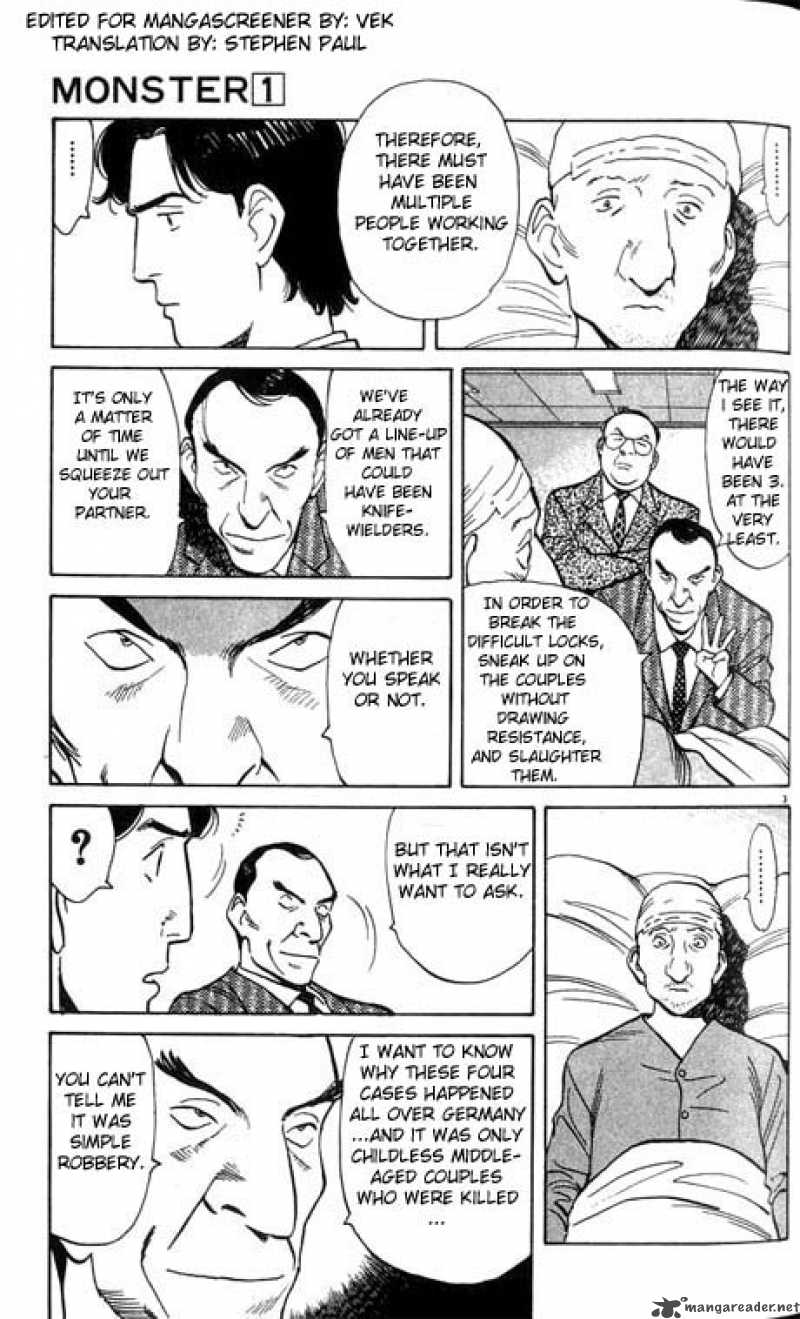 EDITED FOR MANGASCREENER BY: VEK
TRANSLATION BY: STEPHEN PAUL
MONSTER 1
........
THEREFORE,
THERE MUST
HAVE BEEN
MULTIPLE
PEOPLE WORKING
TOGETHER.
........
THE WAY
I SEE IT,
THERE
WOULD
HAVE
BEEN 3.
AT THE
VERY
LEAST.
IN ORDER TO
BREAK THE
DIFFICULT LOCKS,
SNEAK UP ON
THE COUPLES
WITHOUT
DRAWING
RESISTANCE,
AND SLAUGHTER
THEM.
WE'VE
ALREADY
GOT A LINE-UP
OF MEN THAT
COULD
HAVE BEEN
KNIFE-
WIELDERS.
IT'S ONLY
A MATTER
OF TIME
UNTIL WE
SQUEEZE OUT
YOUR
PARTNER.
WHETHER
YOU SPEAK
OR NOT.
3
........
BUT THAT ISN'T
WHAT I REALLY
WANT TO ASK.
?
I WANT TO KNOW
WHY THESE FOUR
CASES HAPPENED
ALL OVER GERMANY
...AND IT WAS ONLY
CHILDLESS MIDDLE-
AGED COUPLES
WHO WERE KILLED
...
YOU CAN'T
TELL ME
IT WAS
SIMPLE
ROBBERY.
mangareader.net